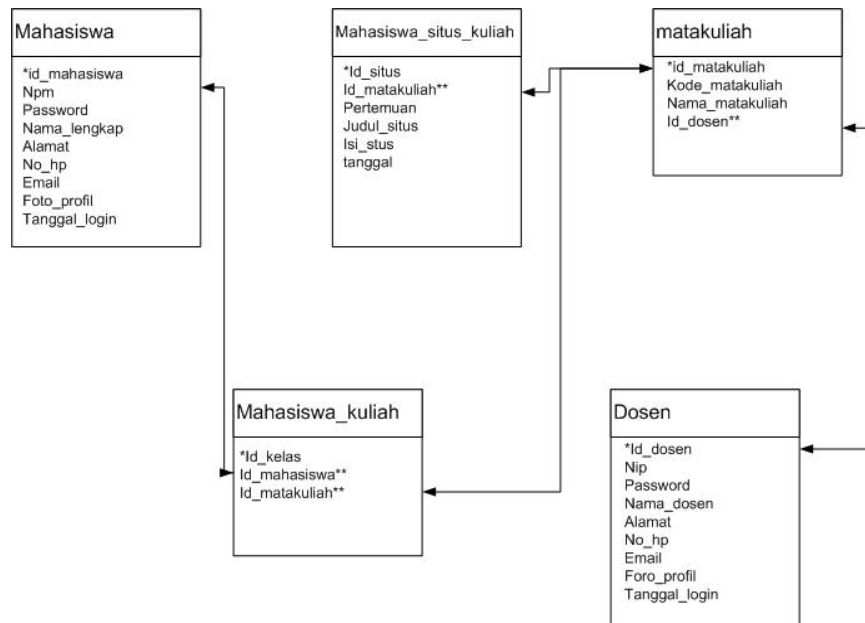 Mahasiswa
*id_mahasiswa
Npm
Password
Nama_lengkap
Alamat
No_hp
Email
Foto_profil
Tanggal_login
Mahasiswa_situs_kuliah
*Id_situs
Id_matakuliah**
Pertemuan
Judul_situs
Isi_stus
tanggal
matakuliah
*id_matakuliah
Kode_matakuliah
Nama_matakuliah
Id_dosen**
Mahasiswa_kuliah
*Id_kelas
Id_mahasiswa**
Id_matakuliah**
Dosen
*Id_dosen
Nip
Password
Nama_dosen
Alamat
No_hp
Email
Foro_profil
Tanggal_login